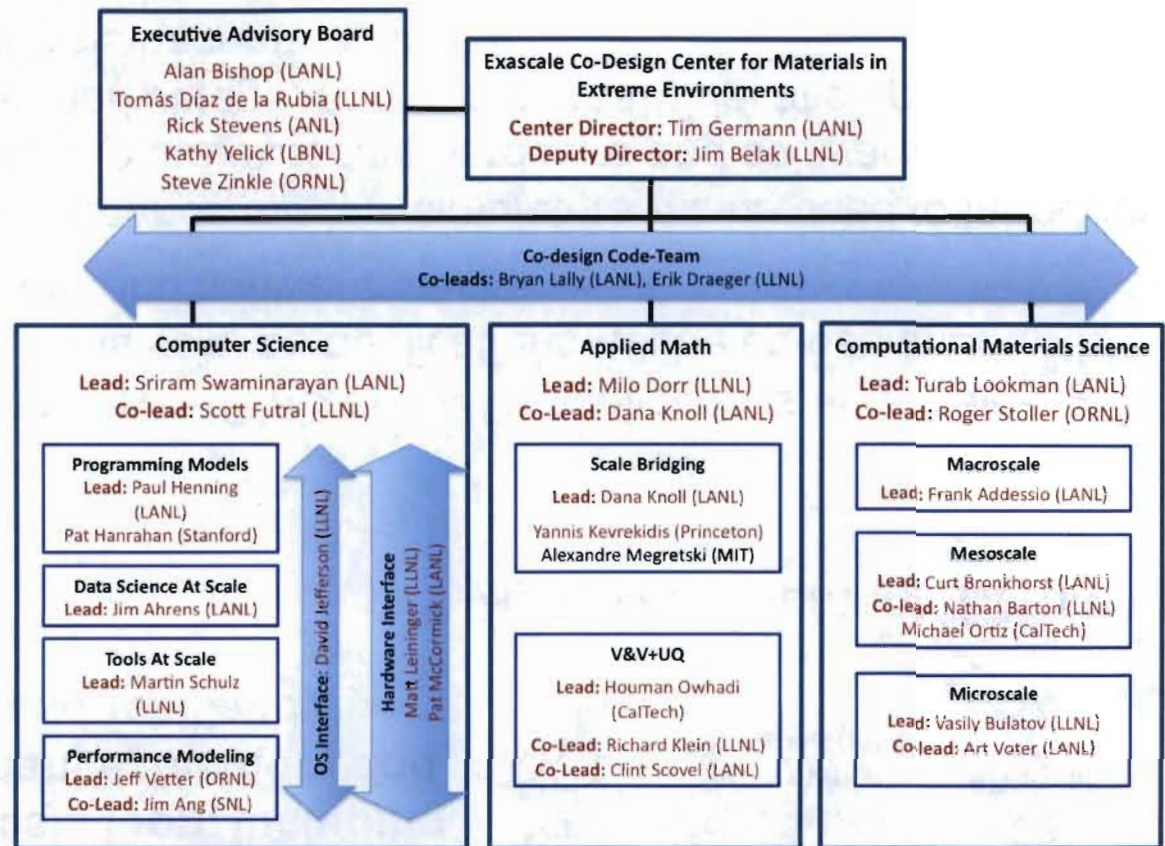 Executive Advisory Board
Alan Bishop (LANL)
Tomás Díaz de la Rubia (LLNL)
Rick Stevens (ANL)
Kathy Yelick (LBNL)
Steve Zinkle (ORNL)
Exascale Co-Design Center for Materials in
Extreme Environments
Center Director: Tim Germann (LANL)
Deputy Director: Jim Belak (LLNL)
Co-design Code-Team
Co-leads: Bryan Lally (LANL), Erik Draeger (LLNL)
Computer Science
Lead: Sriram Swaminarayan (LANL)
Co-lead: Scott Futral (LLNL)
Programming Models
Lead: Paul Henning
(LANL)
Pat Hanrahan (Stanford)
Data Science At Scale
Lead: Jim Ahrens (LANL)
Tools At Scale
Lead: Martin Schulz
(LLNL)
Performance Modeling
Lead: Jeff Vetter (ORNL)
Co-Lead: Jim Ang (SNL)
OS Interface: David Jefferson (LLNL)
Hardware Interface
Matt Leininger (LLNL)
Pat McCormick (LANL)
Applied Math
Lead: Milo Dorr (LLNL)
Co-Lead: Dana Knoll (LANL)
Scale Bridging
Lead: Dana Knoll (LANL)
Yannis Kevrekidis (Princeton)
Alexandre Megretski (MIT)
V&V+UQ
Lead: Houman Owhadi
(CalTech)
Co-Lead: Richard Klein (LLNL)
Co-Lead: Clint Scovel (LANL)
Computational Materials Science
Lead: Turab Lookman (LANL)
Co-lead: Roger Stoller (ORNL)
Macroscale
Lead: Frank Addessio (LANL)
Mesoscale
Lead: Curt Bronkhorst (LANL)
Co-lead: Nathan Barton (LLNL)
Michael Ortiz (CalTech)
Microscale
Lead: Vasily Bulatov (LLNL)
Co-lead: Art Voter (LANL)